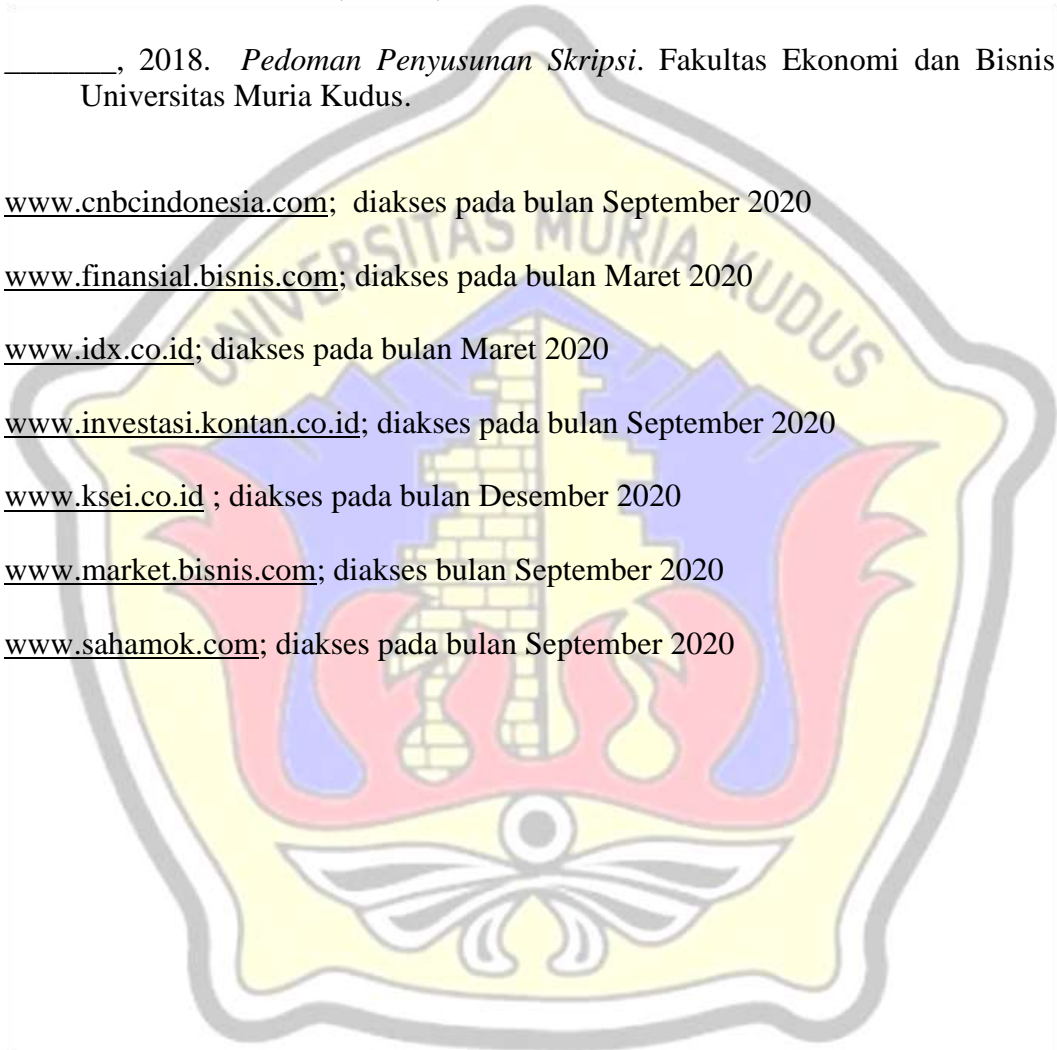 _______, 2018. Pedoman Penyusunan Skripsi. Fakultas Ekonomi dan Bisnis
Universitas Muria Kudus.
www.cnbcindonesia.com; diakses pada bulan September 2020
www.finansial.bisnis.com; diakses pada bulan Maret 2020
www.idx.co.id; diakses pada bulan Maret 2020
www.investasi.kontan.co.id; diakses pada bulan September 2020
www.ksei.co.id ; diakses pada bulan Desember 2020
www.market.bisnis.com; diakses bulan September 2020
www.sahamok.com; diakses pada bulan September 2020
UNIVERSITAS MURIA KUDUS